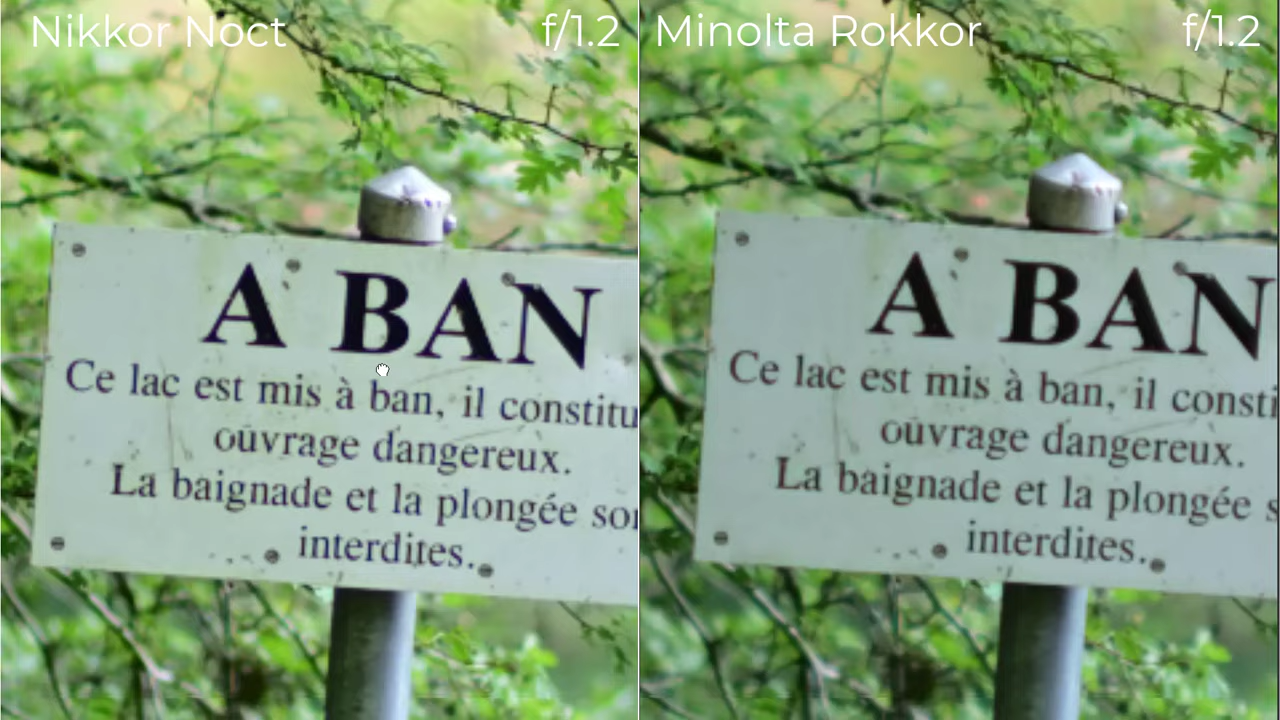 Nikkor Noct f/1.2
A BAN
Ce lac est mis à ban, il constitu
ouvrage dangereux.
La baignade et la plongée
interdites.
Minolta Rokkor f/1.2
A BAN
Ce lac est mis à ban, il consti
ouvrage dangereux.
La baignade et la plongée s
interdites.